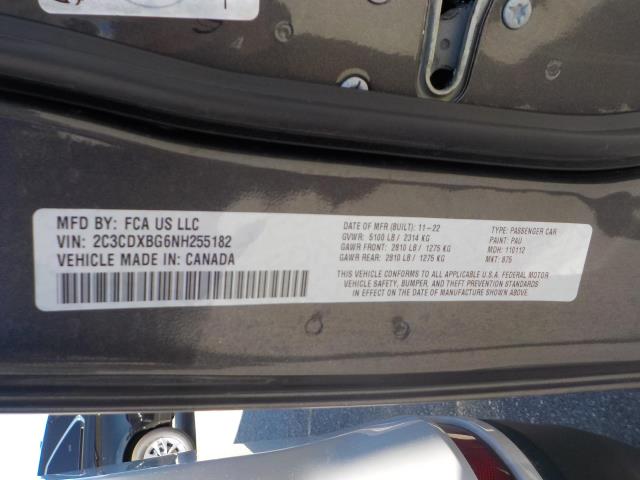 MFD BY: FCA US LLC
VIN: 2C3CDXBG6NH255182
VEHICLE MADE IN: CANADA
DATE OF MFR (BUILT): 11-22
GVWR: 5100 LB / 2314 KG
GAWR FRONT: 2810 LB / 1275 KG
GAWR REAR: 2810 LB / 1275 KG
TYPE: PASSENGER CAR
PAINT: PAU
MDH: 110112
MKT: 875
THIS VEHICLE CONFORMS TO ALL APPLICABLE U.S.A. FEDERAL MOTOR
VEHICLE SAFETY, BUMPER, AND THEFT PREVENTION STANDARDS
IN EFFECT ON THE DATE OF MANUFACTURE SHOWN ABOVE.